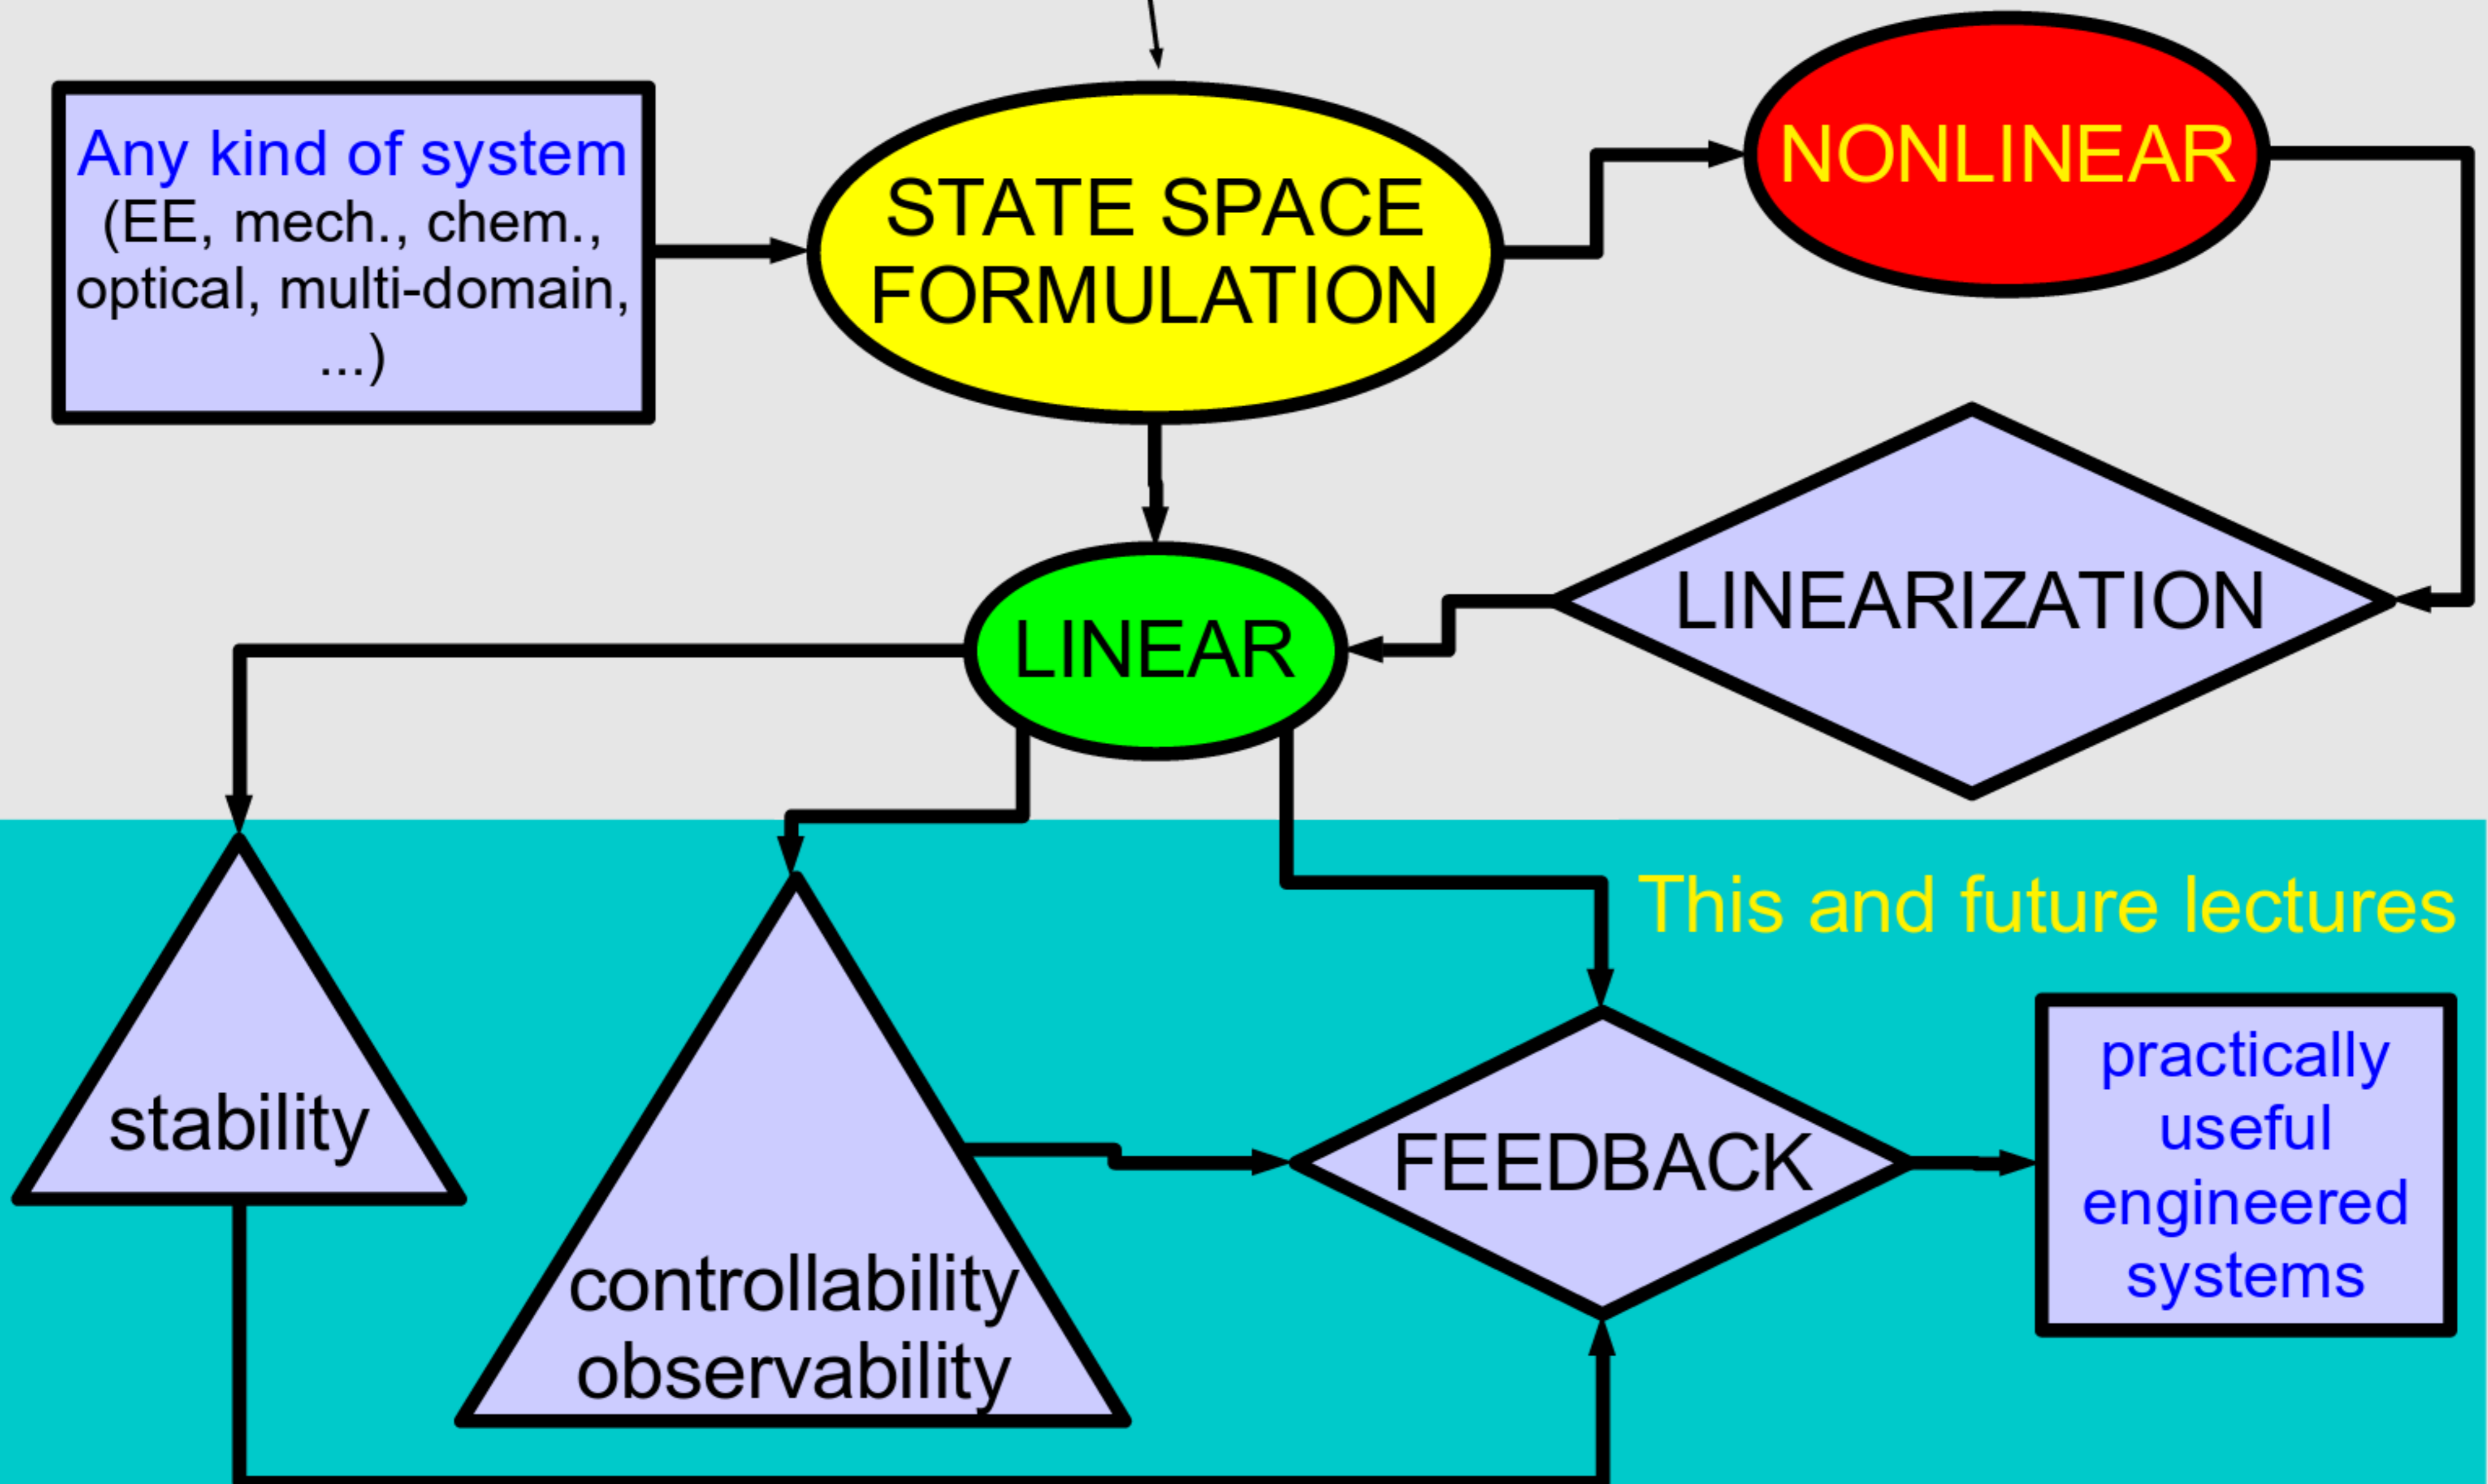 Any kind of system
(EE, mech., chem.,
optical, multi-domain,
...)
STATE SPACE
FORMULATION
NONLINEAR
LINEARIZATION
LINEAR
This and future lectures
stability
controllability
observability
FEEDBACK
practically
useful
engineered
systems